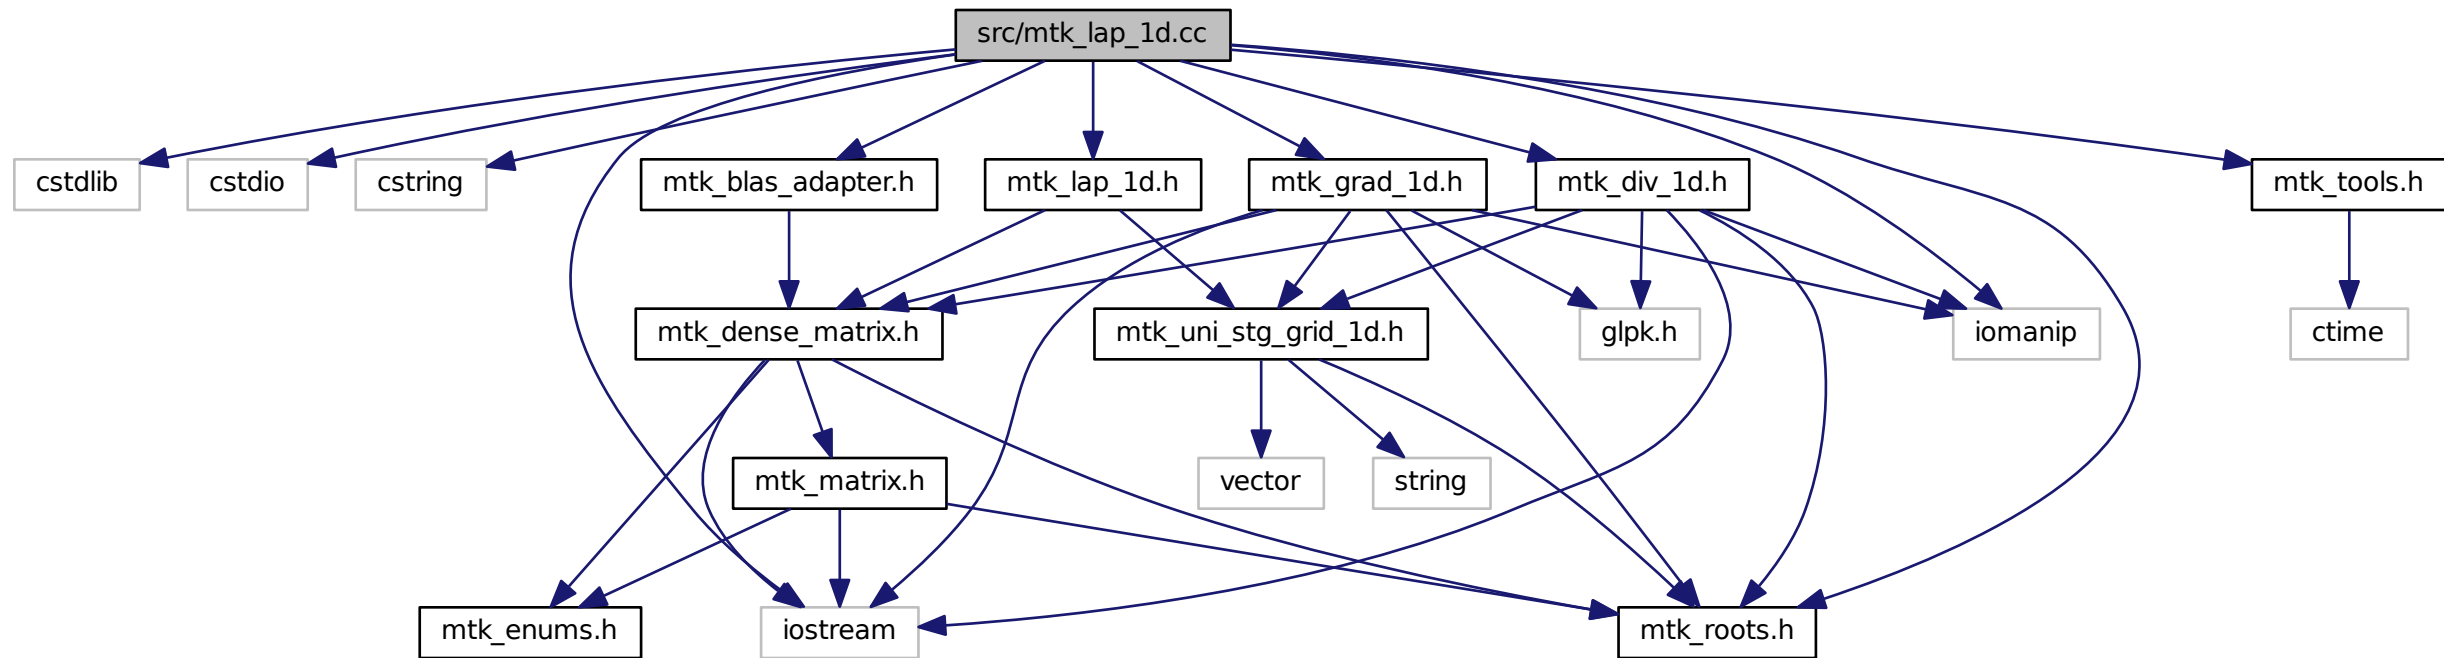 src/mtk_lap_1d.cc
cstdlib
cstdio
cstring
mtk_blas_adapter.h
mtk_lap_1d.h
mtk_grad_1d.h
mtk_div_1d.h
mtk_tools.h
mtk_dense_matrix.h
mtk_uni_stg_grid_1d.h
glpk.h
iomanip
ctime
mtk_matrix.h
vector
string
mtk_enums.h
iostream
mtk_roots.h